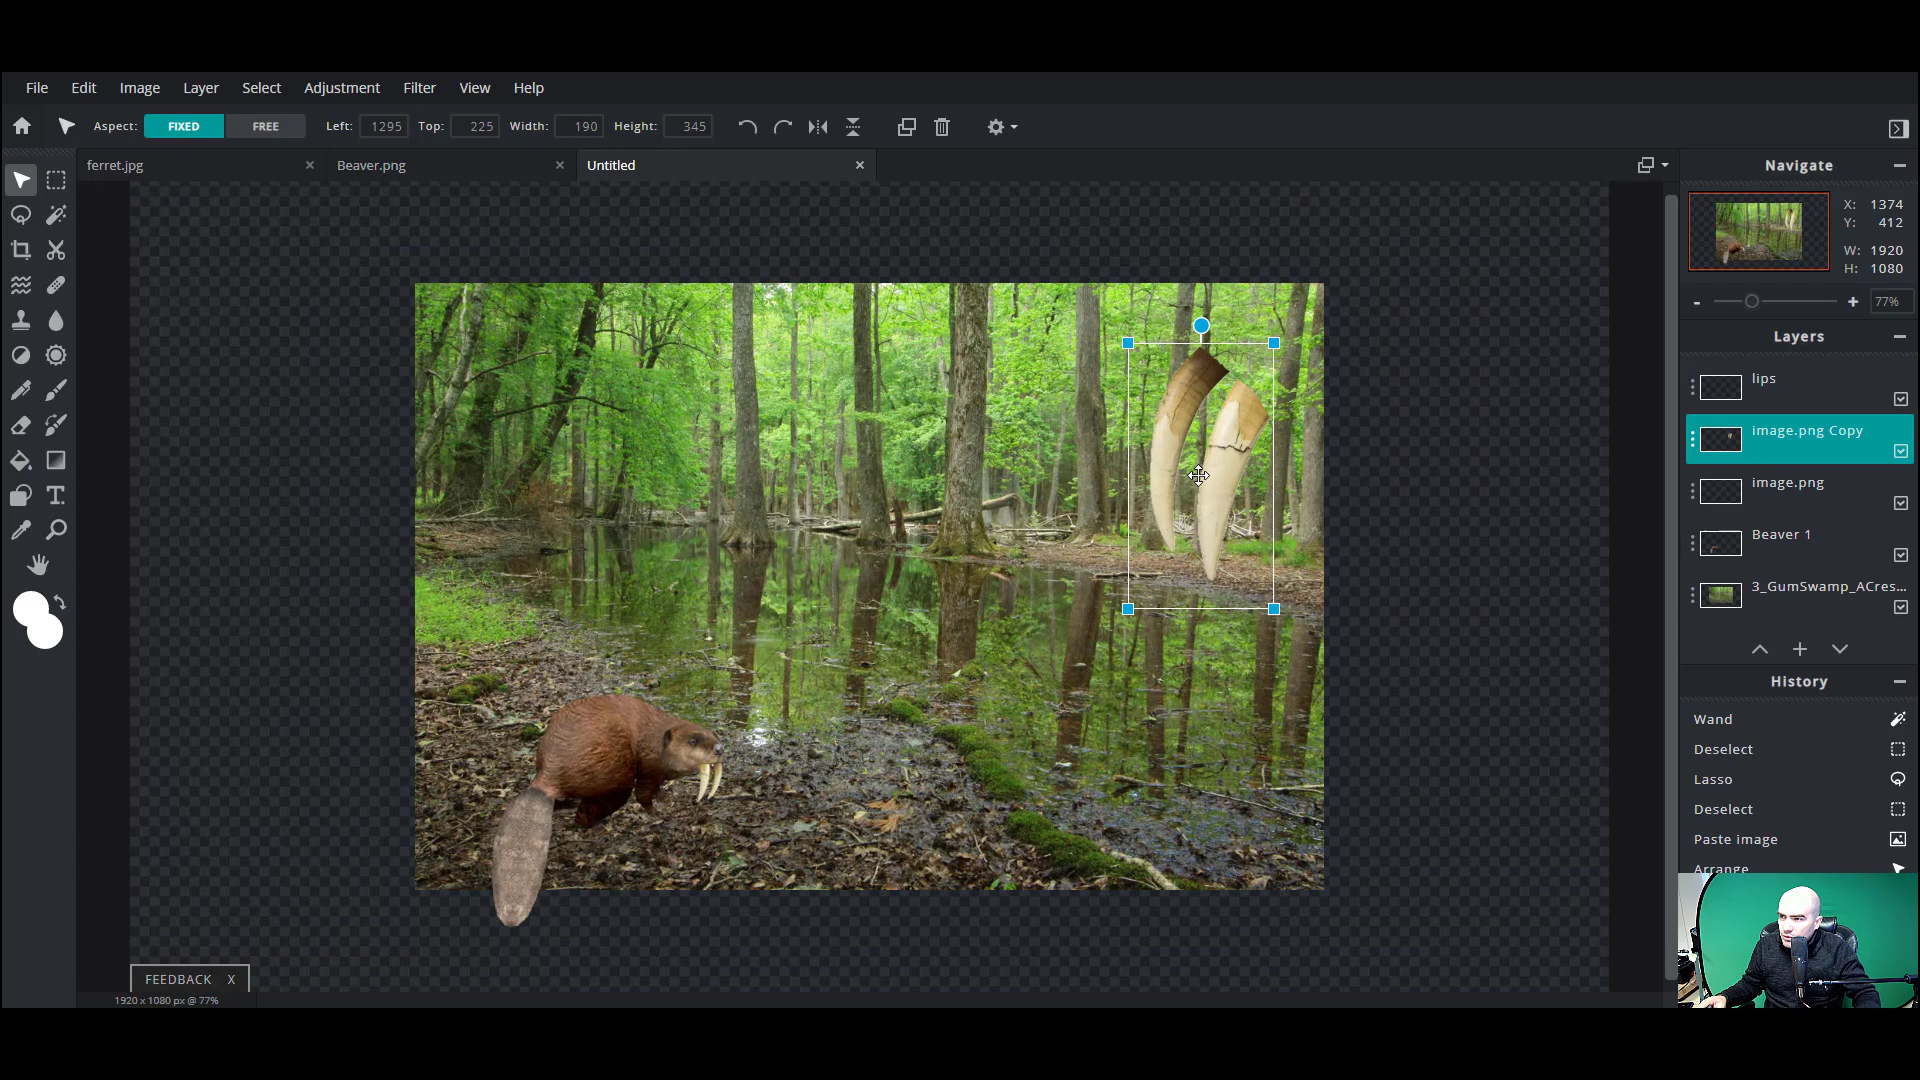 File Edit Image Layer Select Adjustment Filter View Help
Aspect: FIXED FREE Left: 1295 Top: 225 Width: 190 Height: 345
ferret.jpg Beaver.png Untitled
Navigate
X: 1374
Y: 412
W: 1920
H: 1080
77%
Layers
lips
image.png Copy
image.png
Beaver 1
3_GumSwamp_ACres...
History
Wand
Deselect
Lasso
Deselect
Paste image
Arrange
FEEDBACK X
1920 x 1080 px @ 77%